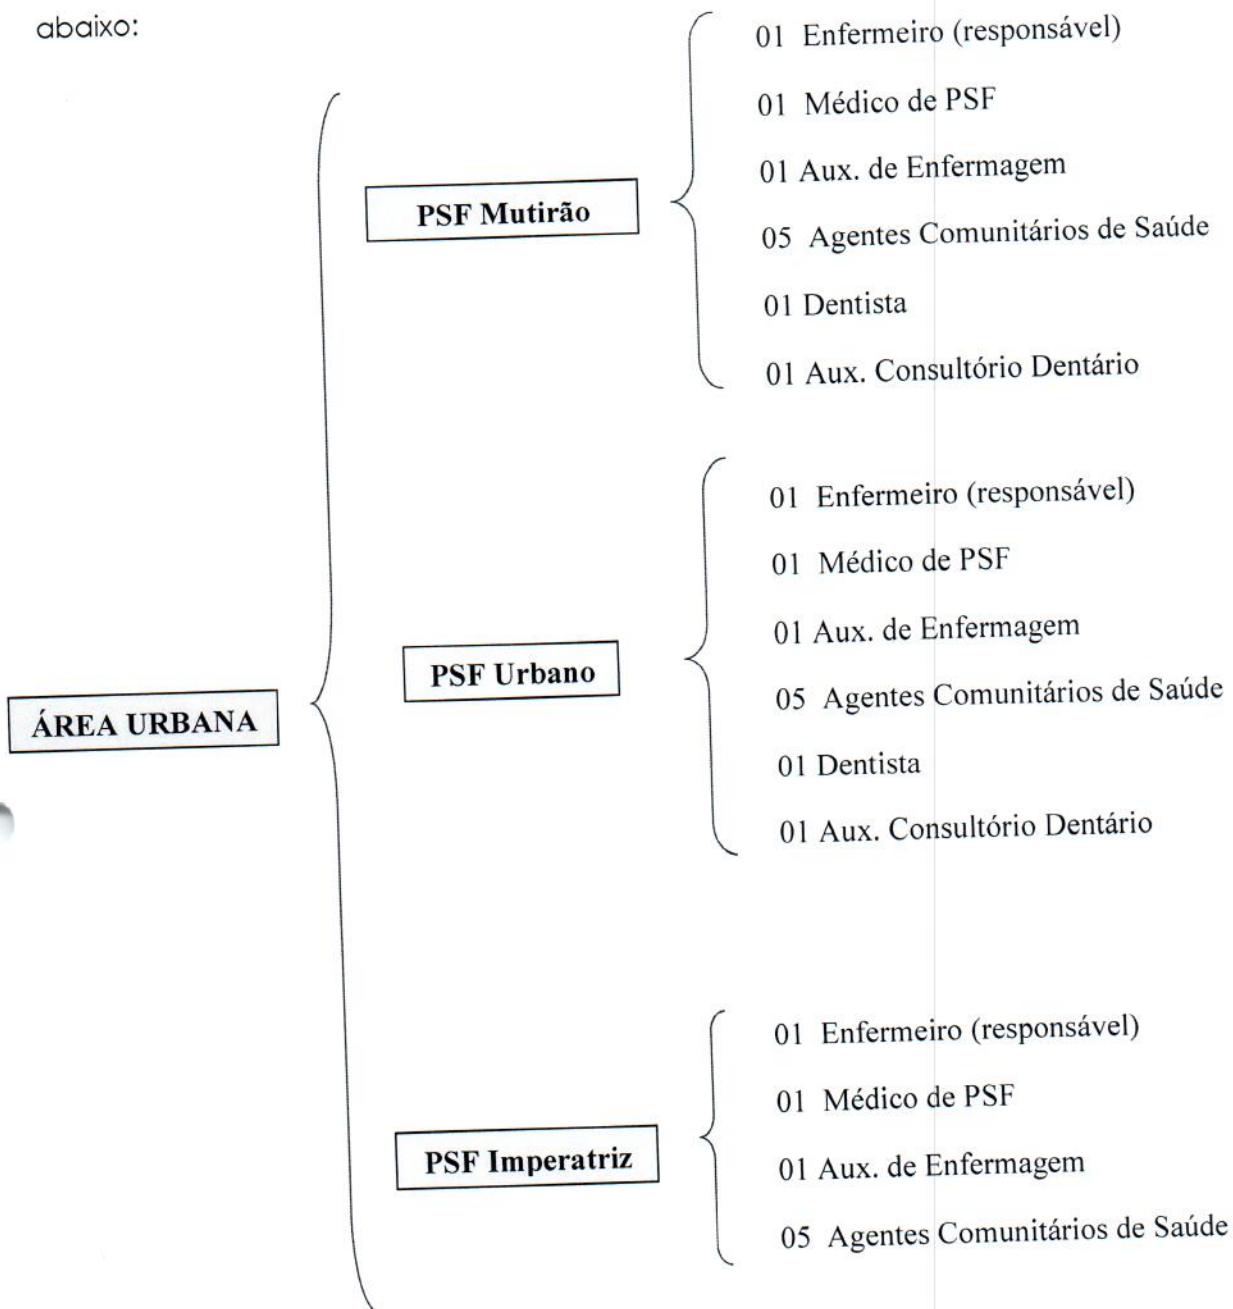 abaixo:
01 Enfermeiro (responsável)
01 Médico de PSF
01 Aux. de Enfermagem
PSF Mutirão
05 Agentes Comunitários de Saúde
01 Dentista
01 Aux. Consultório Dentário
01 Enfermeiro (responsável)
01 Médico de PSF
01 Aux. de Enfermagem
PSF Urbano
05 Agentes Comunitários de Saúde
ÁREA URBANA
01 Dentista
01 Aux. Consultório Dentário
01 Enfermeiro (responsável)
01 Médico de PSF
PSF Imperatriz
01 Aux. de Enfermagem
05 Agentes Comunitários de Saúde